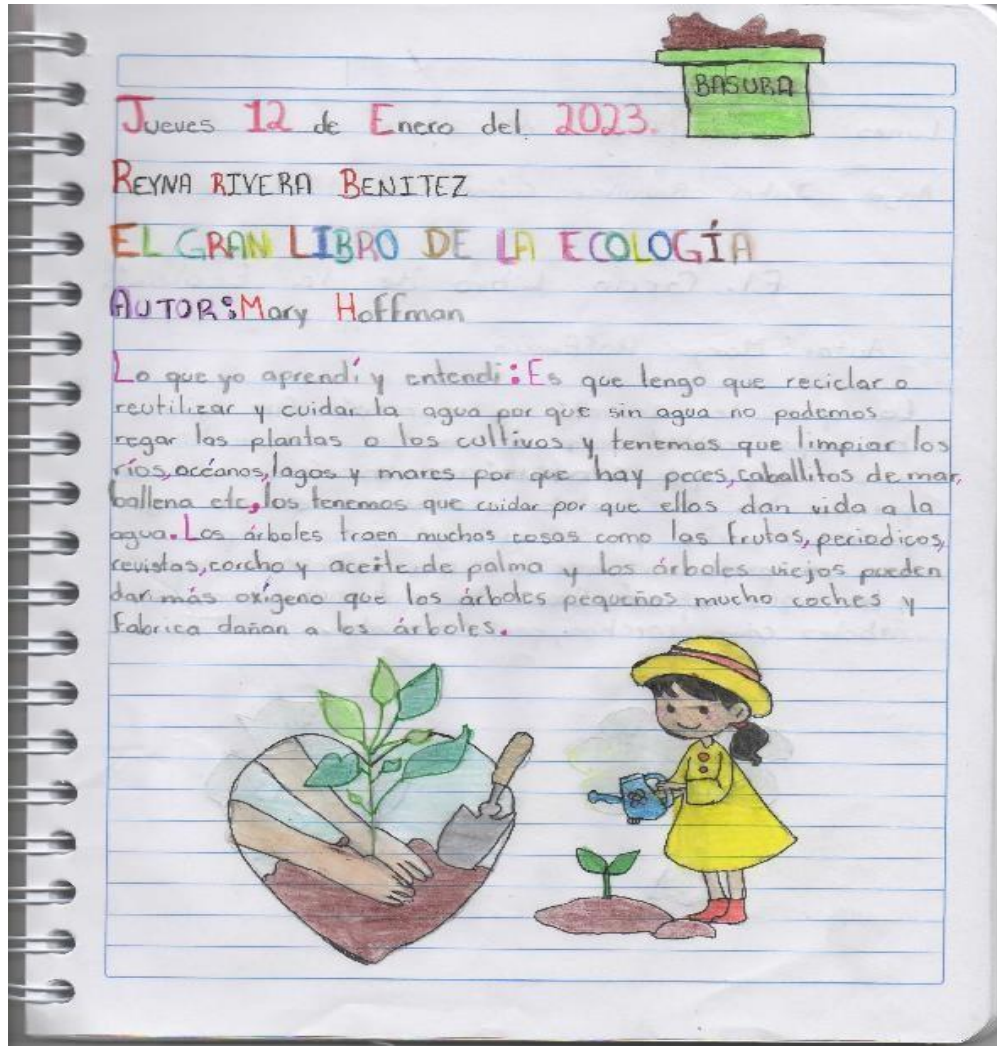 BASURA
Jueves 12 de Enero del 2023.
REYNA RIVERA BENITEZ
EL GRAN LIBRO DE LA ECOLOGÍA
AUTOR: Mary Hoffman
Lo que yo aprendí y entendi: Es que tengo que reciclar o
reutilizar y cuidar la agua por que sin agua no podemos
regar las plantas o los cultivos y tenemos que limpiar los
ríos, océanos, lagos y mares por que hay peces, caballitos de mar,
ballena etc, los tenemos que cuidar por que ellos dan vida a la
agua. Los árboles traen muchas cosas como las frutas, periodicos,
revistas, corcho y aceite de palma y los árboles viejos pueden
dar más oxígeno que los árboles pequeños mucho coches y
fabrica dañan a los árboles.